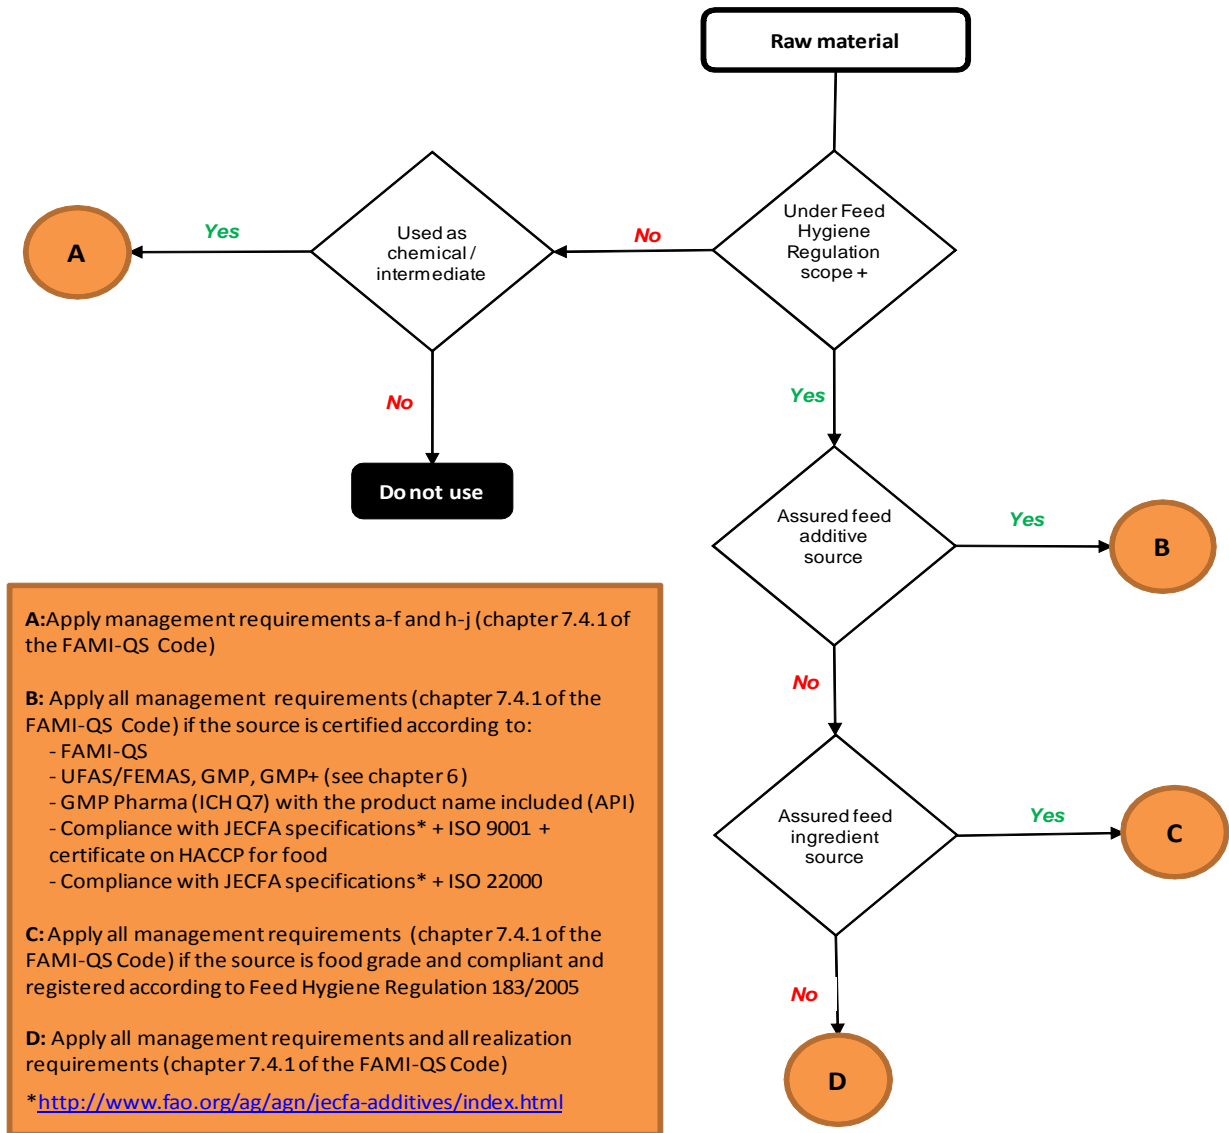 Raw material
Under Feed
Hygiene
Regulation
scope +
No
Used as
chemical /
intermediate
Yes
A
No
Do not use
Yes
Assured feed
additive
source
Yes
B
No
Assured feed
ingredient
source
Yes
C
No
D
A:Apply management requirements a-f and h-j (chapter 7.4.1 of
the FAMI-QS Code)
B: Apply all management requirements (chapter 7.4.1 of the
FAMI-QS Code) if the source is certified according to:
- FAMI-QS
- UFAS/FEMAS, GMP, GMP+ (see chapter 6)
- GMP Pharma (ICH Q7) with the product name included (API)
- Compliance with JECFA specifications* + ISO 9001 +
certificate on HACCP for food
- Compliance with JECFA specifications* + ISO 22000
C: Apply all management requirements (chapter 7.4.1 of the
FAMI-QS Code) if the source is food grade and compliant and
registered according to Feed Hygiene Regulation 183/2005
D: Apply all management requirements and all realization
requirements (chapter 7.4.1 of the FAMI-QS Code)
*http://www.fao.org/ag/agn/jecfa-additives/index.html